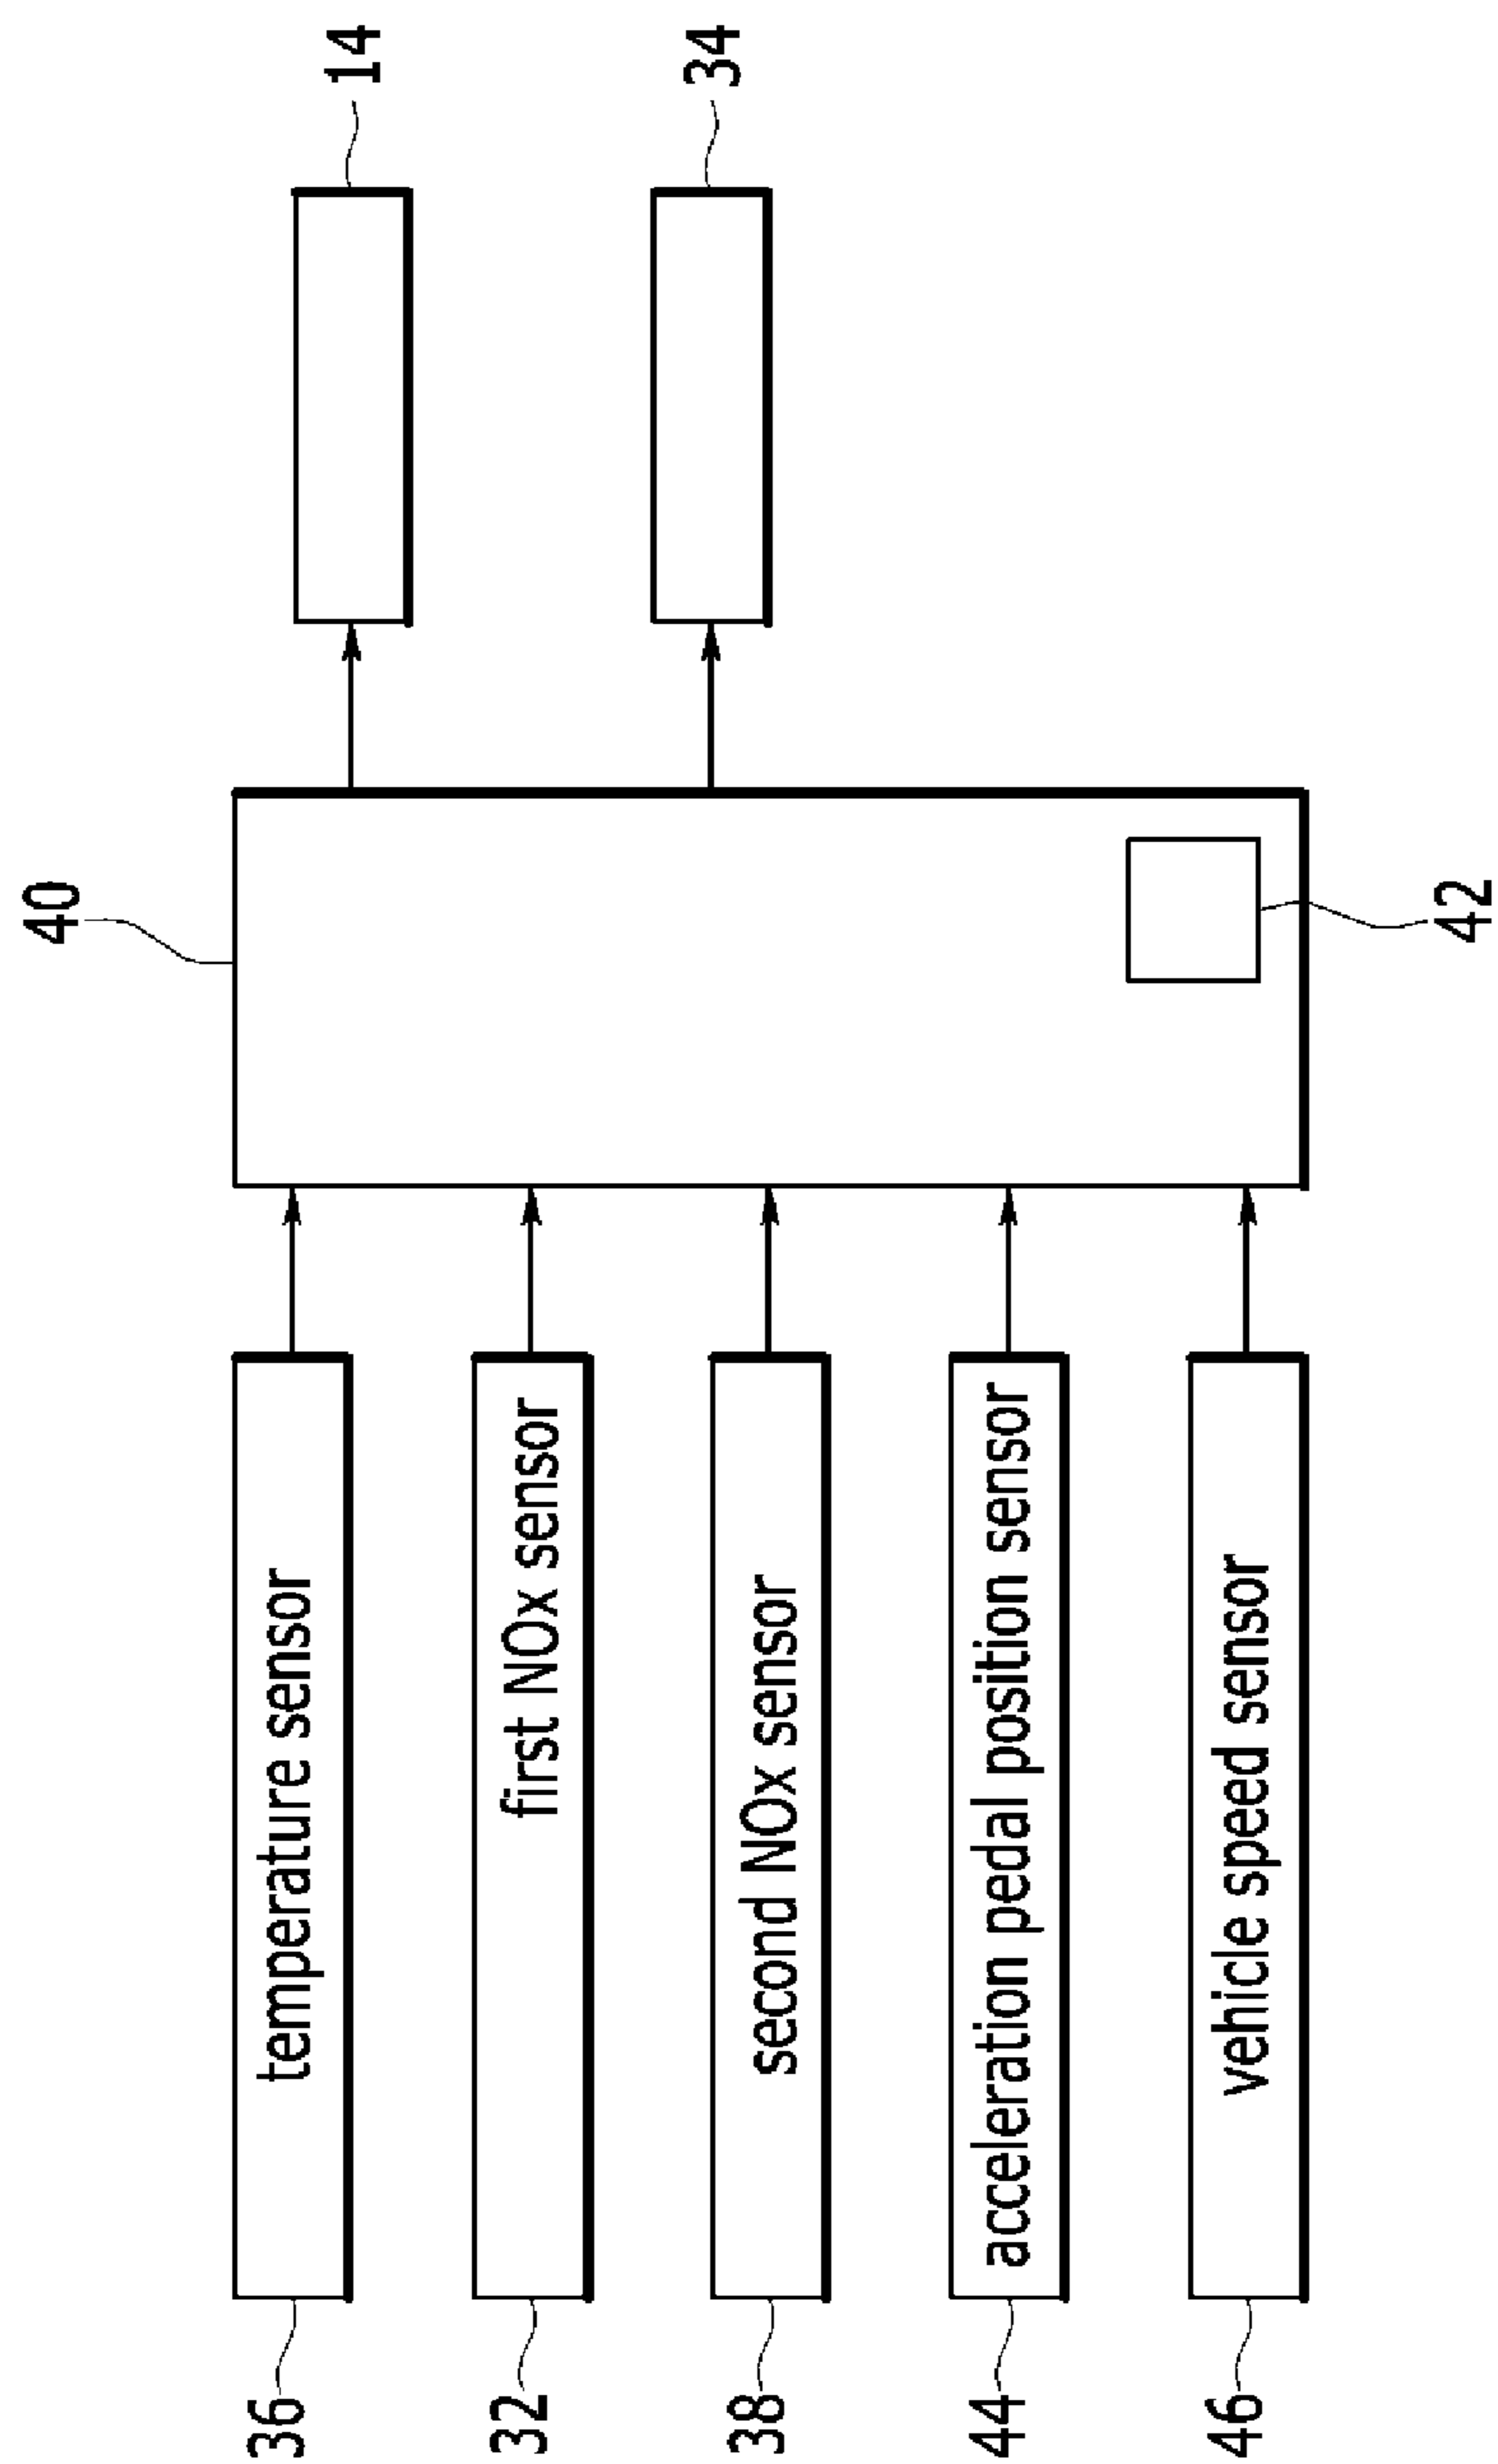 40
36
temperature sensor
14
32
first NOx sensor
38
second NOx sensor
34
44
acceleration pedal position sensor
46
vehicle speed sensor
42